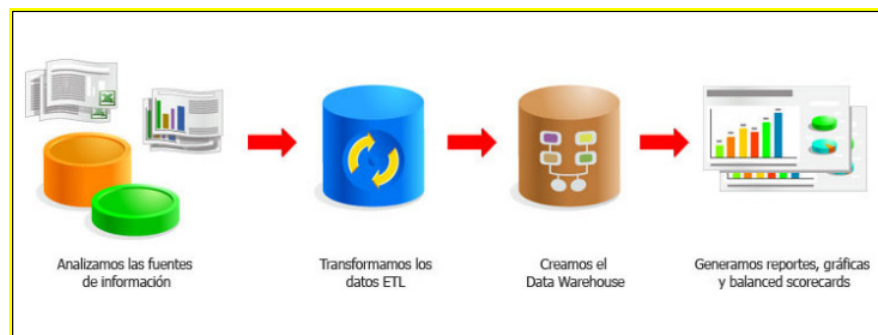 Analizamos las fuentes
de información
Transformamos los
datos ETL
Creamos el
Data Warehouse
Generamos reportes, gráficas
y balanced scorecards